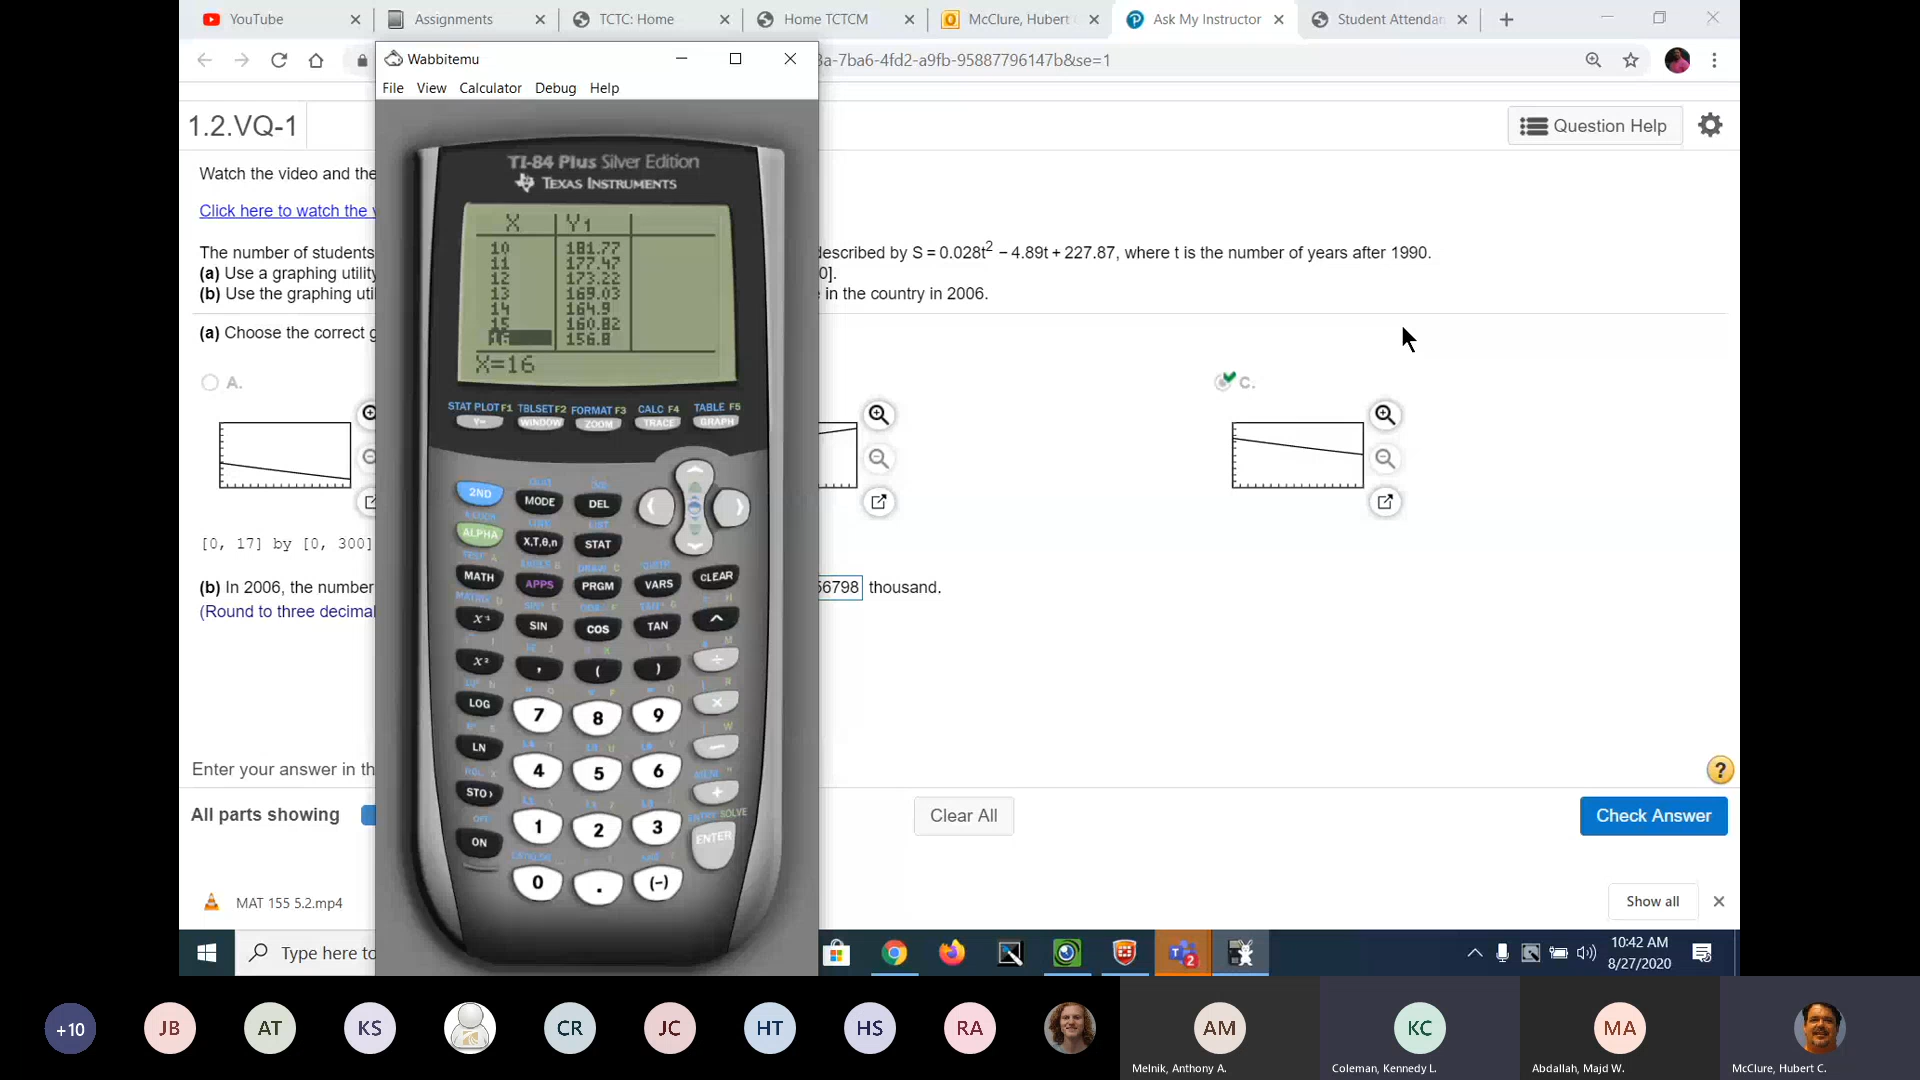 YouTube
Assignments
TCTC: Home
Home TCTCM
McClure, Hubert
Ask My Instructor
Student Attendan
3a-7ba6-4fd2-a9fb-95887796147b&se=1
Wabbitemu
File View Calculator Debug Help
1.2.VQ-1
Question Help
Watch the video and the
Click here to watch the v
The number of students
described by S = 0.028t² − 4.89t + 227.87, where t is the number of years after 1990.
(a) Use a graphing utility
0].
(b) Use the graphing uti
in the country in 2006.
(a) Choose the correct g
A.
C.
[0, 17] by [0, 300]
(b) In 2006, the number
56798 thousand.
(Round to three decimal
Enter your answer in th
All parts showing
Clear All
Check Answer
TI-84 Plus Silver Edition
TEXAS INSTRUMENTS
X Y1
10 181.77
11 177.47
12 173.22
13 169.03
14 164.9
15 160.82
16 156.8
X=16
STAT PLOT F1 TBLSET F2 FORMAT F3 CALC F4 TABLE F5
Y= WINDOW ZOOM TRACE GRAPH
2ND MODE DEL
ALPHA X,T,θ,n STAT
MATH APPS PRGM VARS CLEAR
x⁻¹ SIN COS TAN ^
x² , ( ) ÷
LOG 7 8 9 ×
LN 4 5 6 −
STO› 1 2 3 +
ENTRY SOLVE
ON 0 . (-) ENTER
MAT 155 5.2.mp4
Show all
Type here to
2
10:42 AM
8/27/2020
+10 JB AT KS CR JC HT HS RA AM KC MA
Melnik, Anthony A.
Coleman, Kennedy L.
Abdallah, Majd W.
McClure, Hubert C.